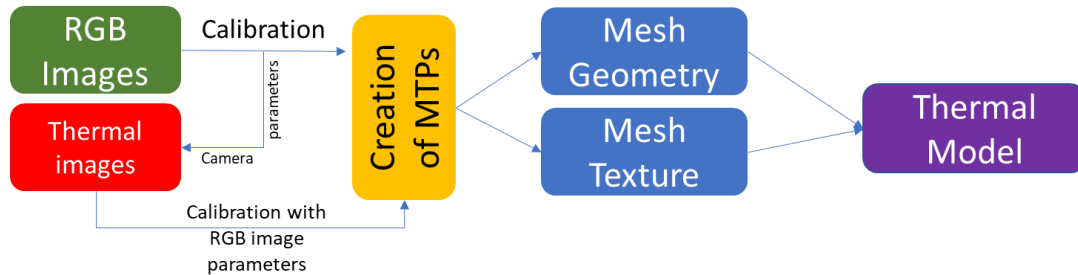 RGB
Images
Calibration
parameters
Camera
Thermal
images
Calibration with
RGB image
parameters
Creation
of MTPs
Mesh
Geometry
Mesh
Texture
Thermal
Model